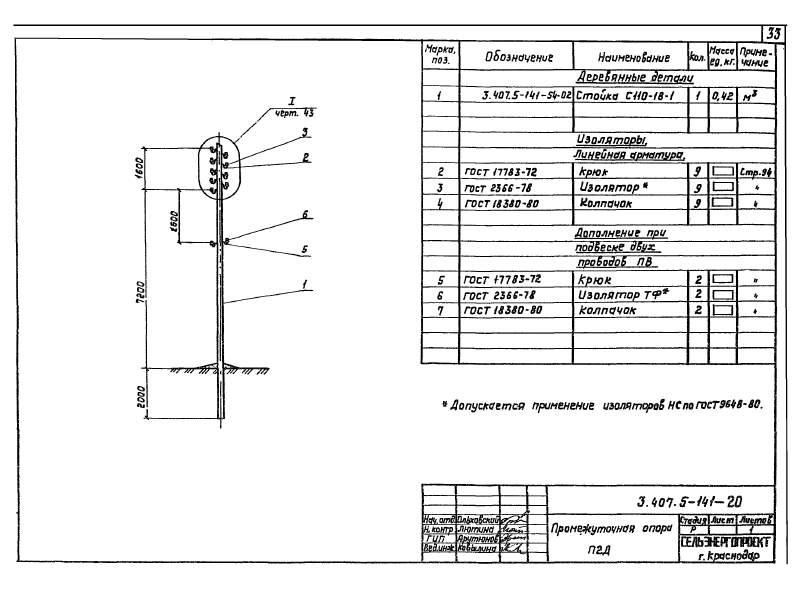 33
Марка, поз. Обозначение Наименование Кол. Масса ед. кг. Приме-чание
Деревянные детали
1 3.407.5-141-54-02 Стойка С110-18-1 1 0,42 м3
Изоляторы,
Линейная арматура,
2 ГОСТ 17783-72 Крюк 9 Стр.94
3 ГОСТ 2366-78 Изолятор* 9 "
4 ГОСТ 18380-80 Колпачок 9 "
Дополнение при
подвеске двух
проводов ПВ
5 ГОСТ 17783-72 Крюк 2 "
6 ГОСТ 2366-78 Изолятор ТФ* 2 "
7 ГОСТ 18380-80 Колпачок 2 "
I
черт. 43
3
2
6
5
1
1600
1600
7200
2000
* Допускается применение изоляторов НС по ГОСТ 9648-80.
3.407.5-141-20
Нач. отд. Ольховский
Н. контр Лютина
ГИП Арутюнов
Вед. инж Ковылина
Промежуточная опора
П2Д
Стадия Лист Листов
Р 1
СЕЛЬЭНЕРГОПРОЕКТ
г. Краснодар